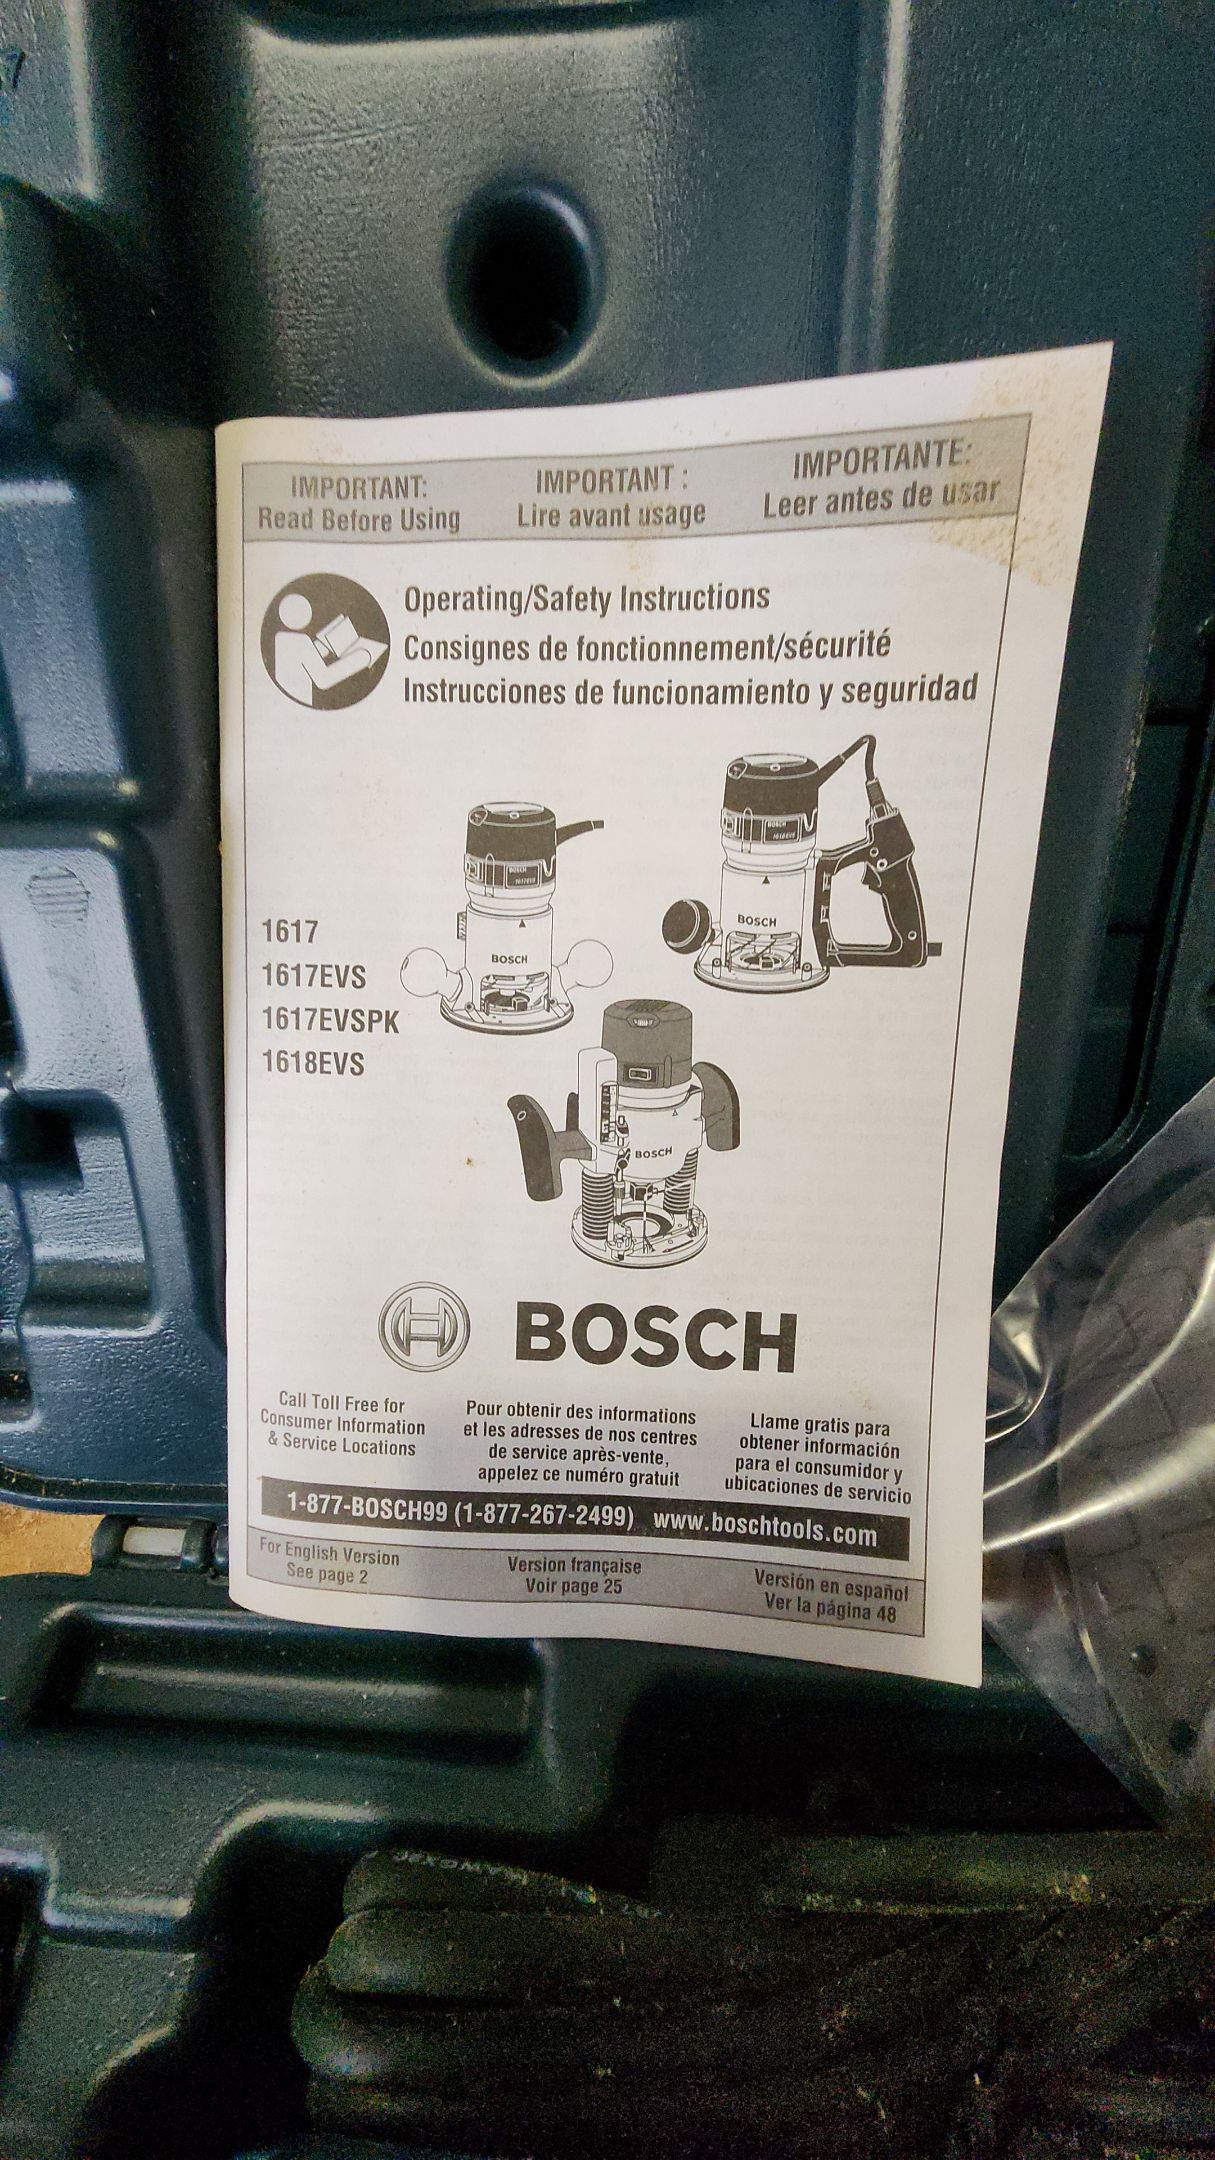 IMPORTANT:
Read Before Using
IMPORTANT :
Lire avant usage
IMPORTANTE:
Leer antes de usar
Operating/Safety Instructions
Consignes de fonctionnement/sécurité
Instrucciones de funcionamiento y seguridad
1617
1617EVS
1617EVSPK
1618EVS
BOSCH
1617EVS
BOSCH
BOSCH
1618EVS
BOSCH
BOSCH
BOSCH
Call Toll Free for
Consumer Information
& Service Locations
Pour obtenir des informations
et les adresses de nos centres
de service après-vente,
appelez ce numéro gratuit
Llame gratis para
obtener información
para el consumidor y
ubicaciones de servicio
1-877-BOSCH99 (1-877-267-2499) www.boschtools.com
For English Version
See page 2
Version française
Voir page 25
Versión en español
Ver la página 48